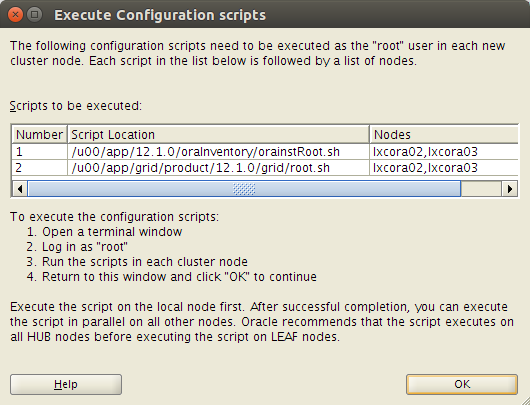 Execute Configuration scripts
The following configuration scripts need to be executed as the "root" user in each new
cluster node. Each script in the list below is followed by a list of nodes.
Scripts to be executed:
Number Script Location Nodes
1 /u00/app/12.1.0/oraInventory/orainstRoot.sh lxcora02,lxcora03
2 /u00/app/grid/product/12.1.0/grid/root.sh lxcora02,lxcora03
To execute the configuration scripts:
1. Open a terminal window
2. Log in as "root"
3. Run the scripts in each cluster node
4. Return to this window and click "OK" to continue
Execute the script on the local node first. After successful completion, you can execute
the script in parallel on all other nodes. Oracle recommends that the script executes on
all HUB nodes before executing the script on LEAF nodes.
Help OK